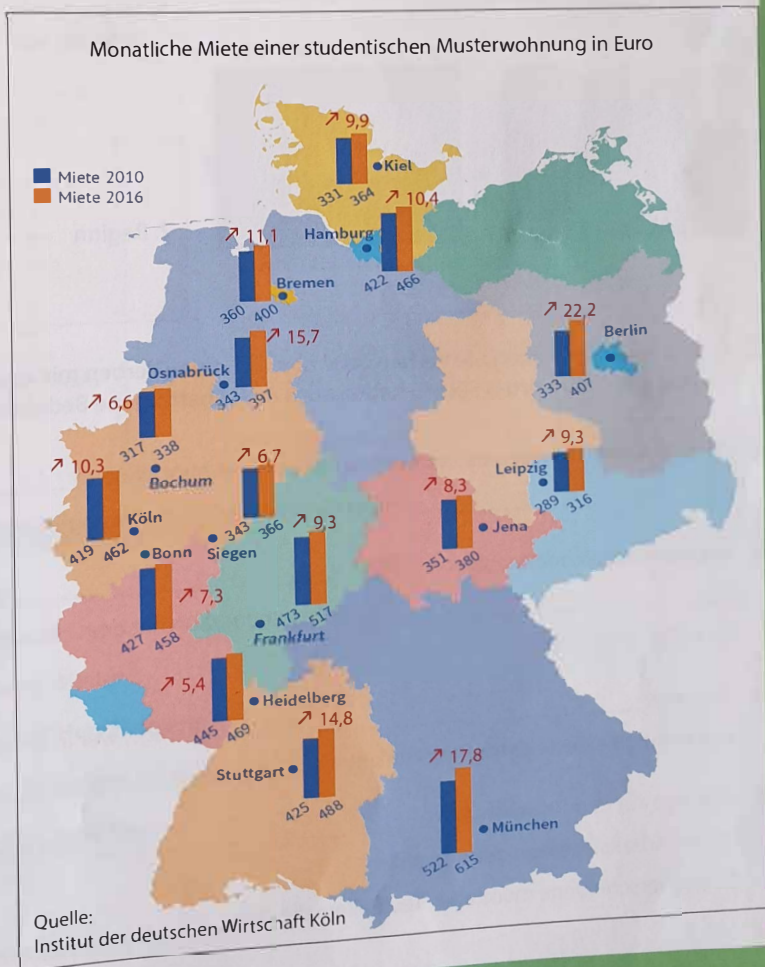 Monatliche Miete einer studentischen Musterwohnung in Euro
Miete 2010
Miete 2016
↗ 9,9
Kiel
331 364
↗ 10,4
Hamburg
422 466
↗ 11,1
Bremen
360 400
↗ 22,2
Berlin
333 407
↗ 15,7
Osnabrück
343 397
↗ 6,6
317 338
Bochum
↗ 9,3
Leipzig
289 316
↗ 10,3
Köln
419 462
↗ 6,7
343 366
Siegen
↗ 8,3
Jena
351 380
↗ 9,3
473 517
Frankfurt
Bonn
↗ 7,3
427 458
↗ 5,4
Heidelberg
445 469
↗ 14,8
Stuttgart
425 488
↗ 17,8
München
522 615
Quelle:
Institut der deutschen Wirtschaft Köln